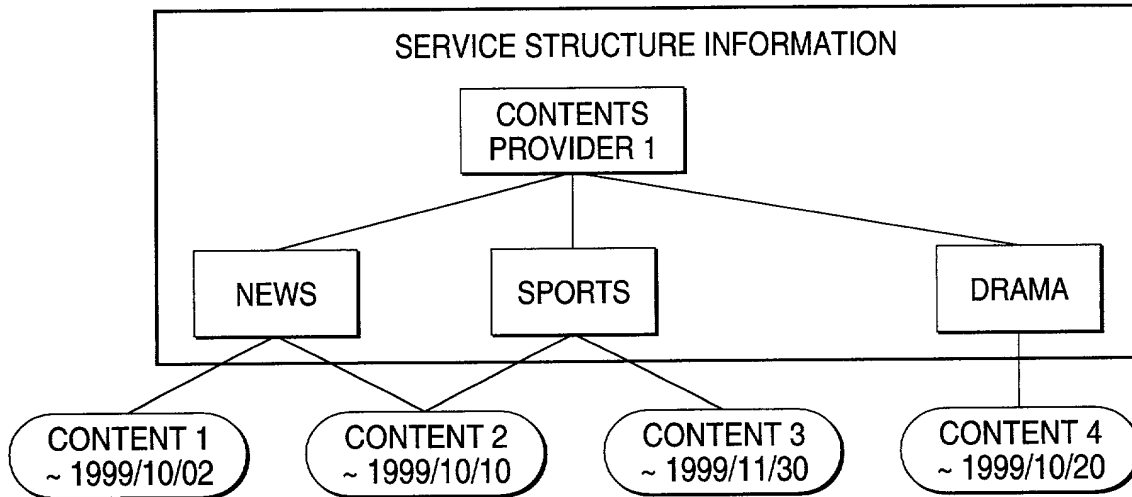 SERVICE STRUCTURE INFORMATION
CONTENTS
PROVIDER 1
NEWS
SPORTS
DRAMA
CONTENT 1
~ 1999/10/02
CONTENT 2
~ 1999/10/10
CONTENT 3
~ 1999/11/30
CONTENT 4
~ 1999/10/20